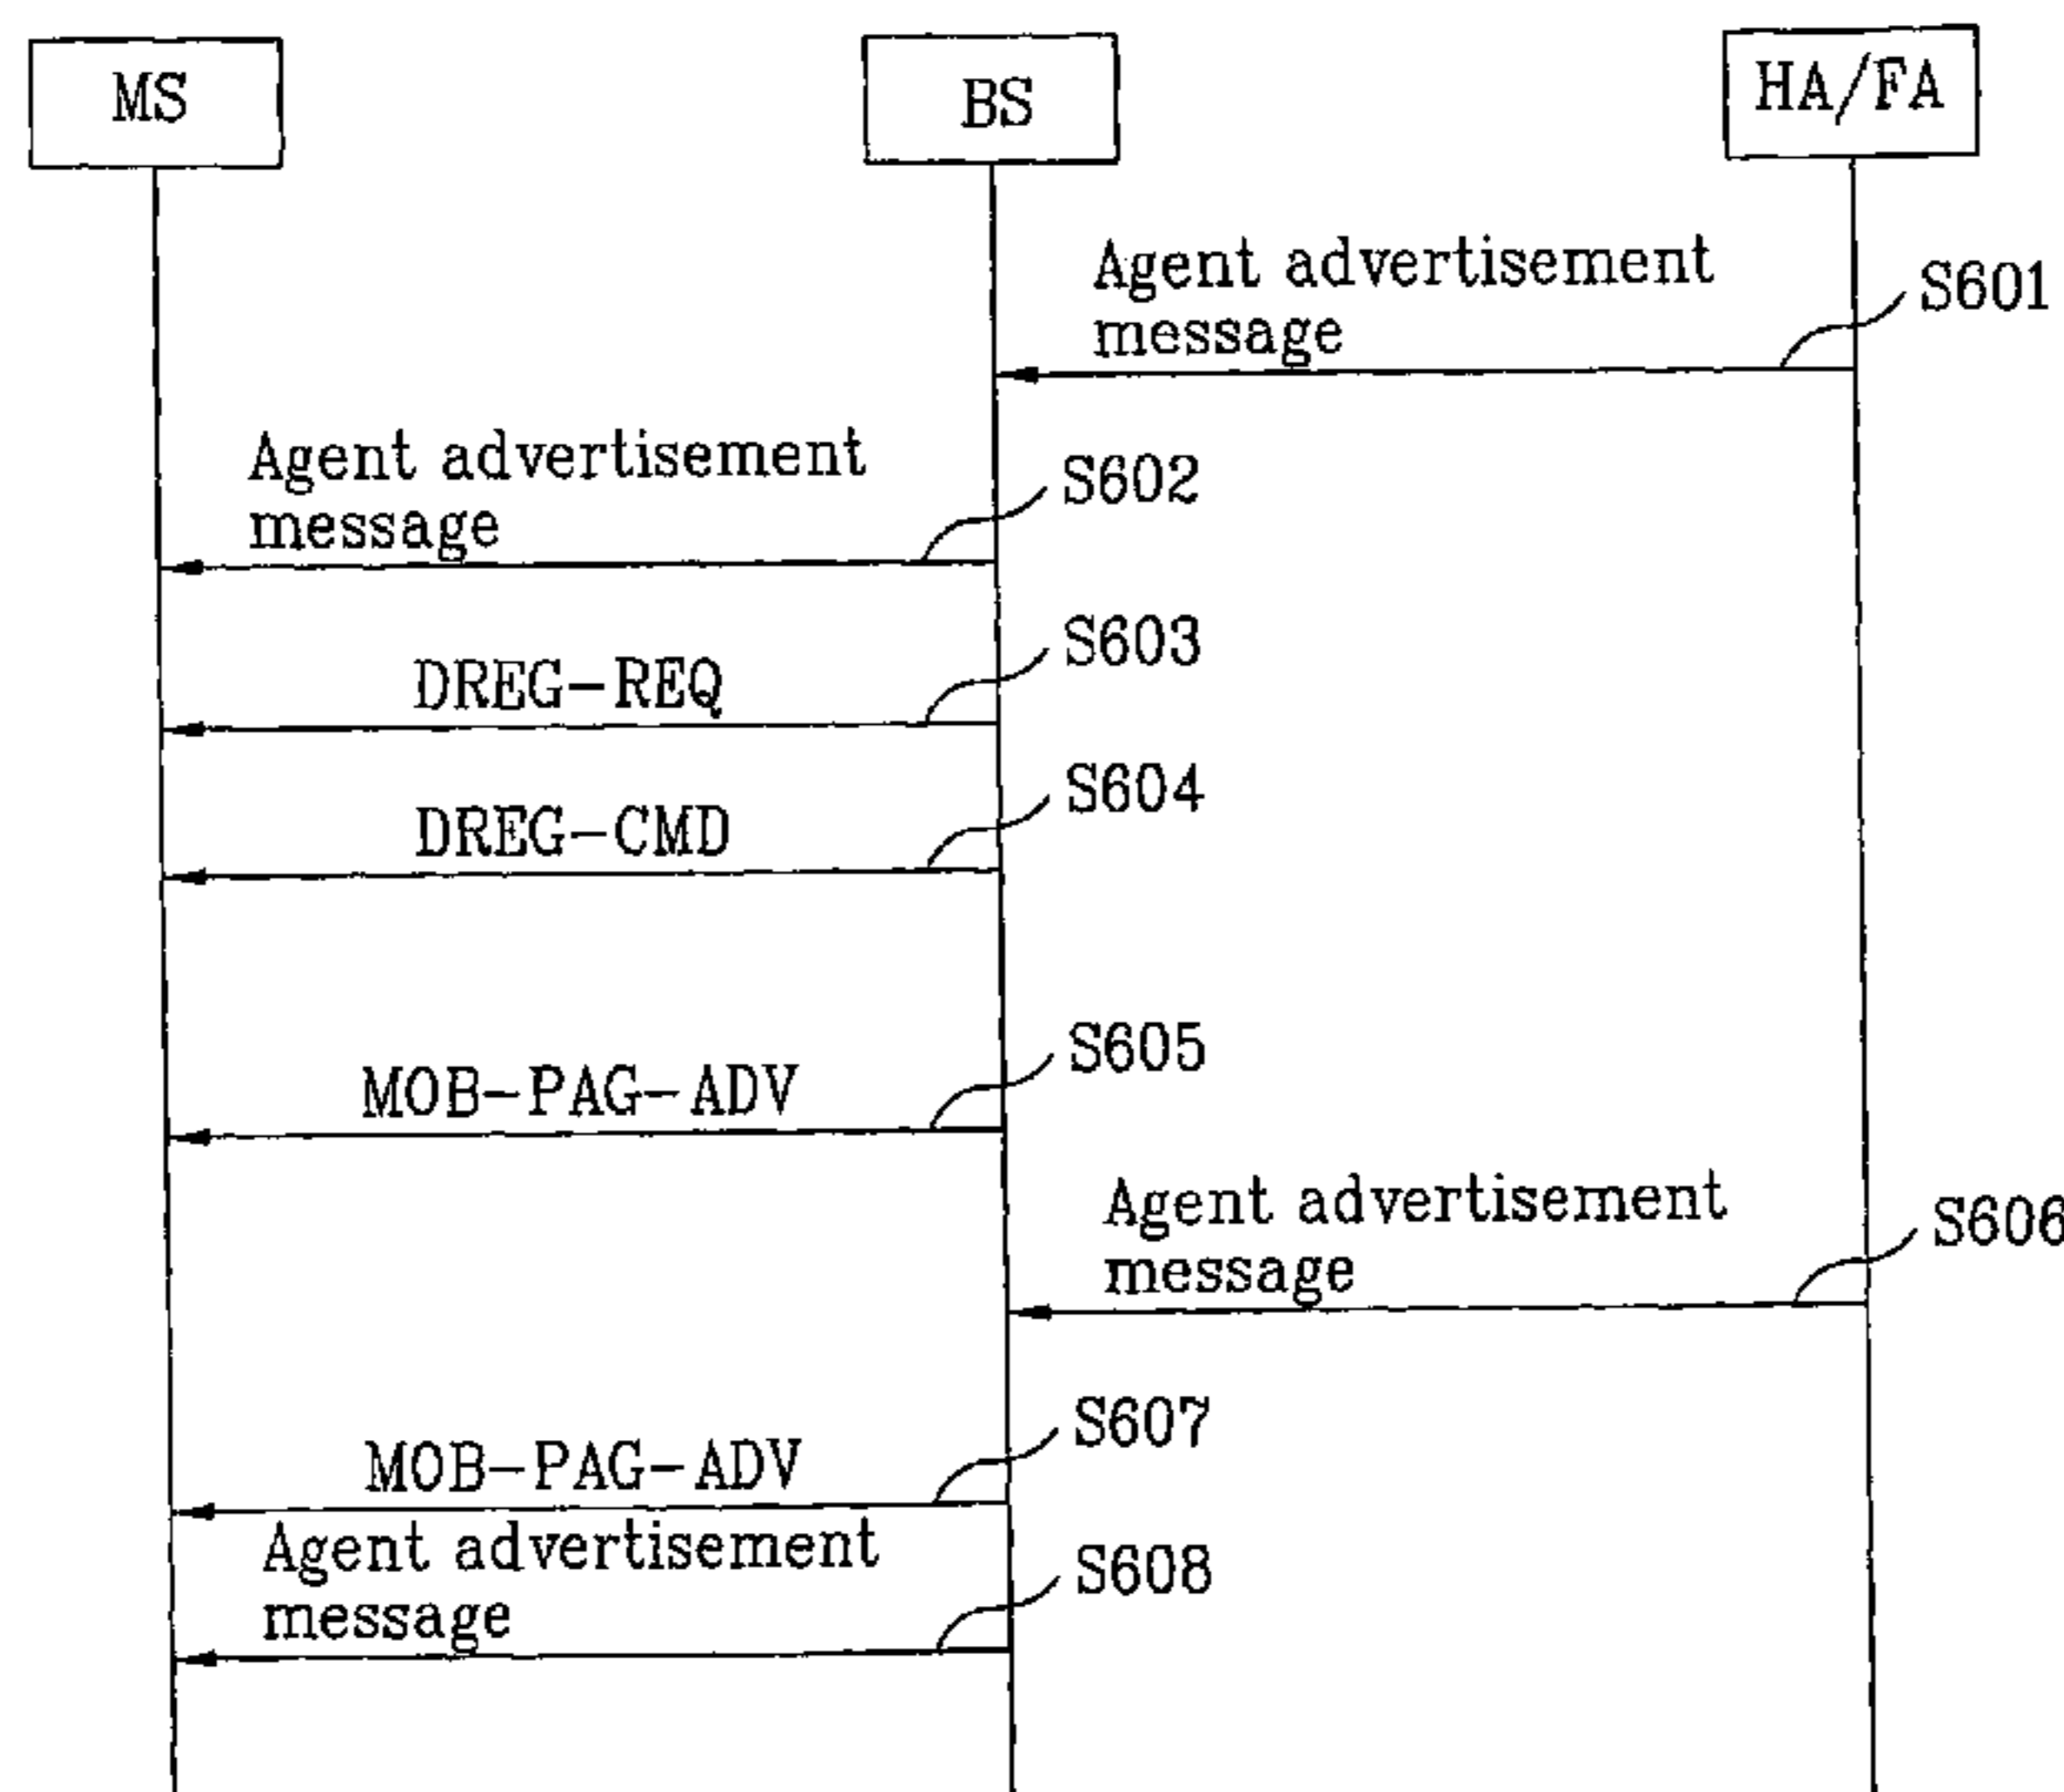 MS
BS
HA/FA
Agent advertisement
message
S601
Agent advertisement
message
S602
S603
DREG-REQ
S604
DREG-CMD
S605
MOB-PAG-ADV
Agent advertisement
message
S606
S607
MOB-PAG-ADV
Agent advertisement
message
S608